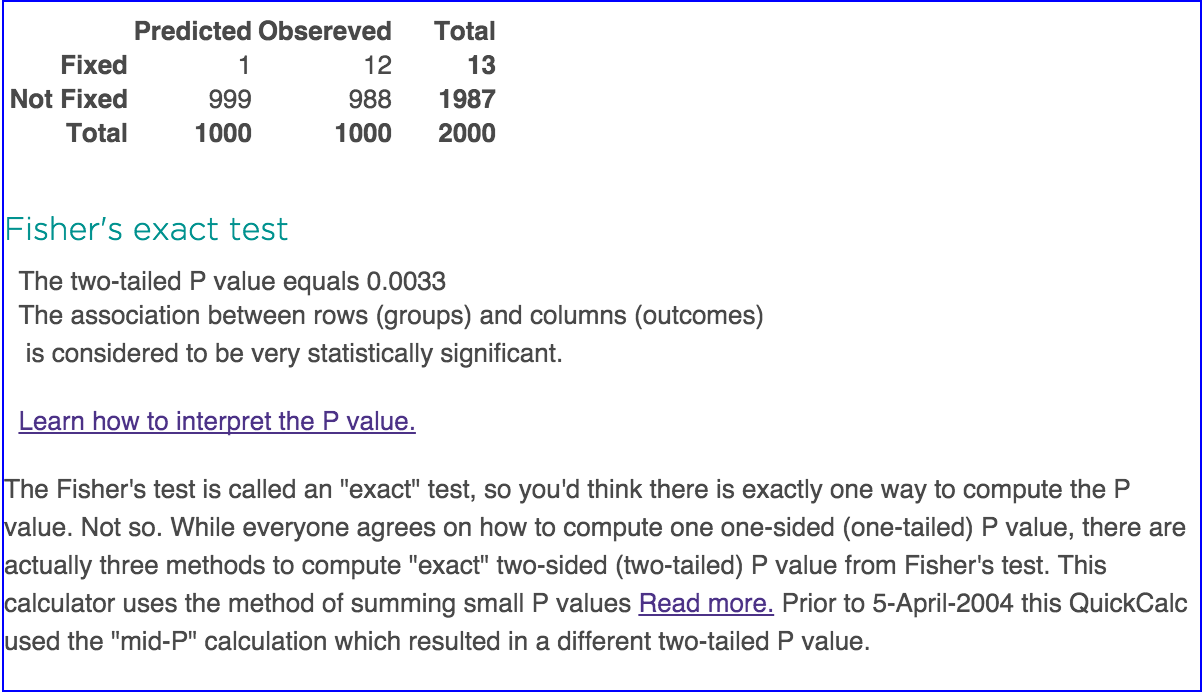 Predicted Obsereved Total
Fixed 1 12 13
Not Fixed 999 988 1987
Total 1000 1000 2000
Fisher's exact test
The two-tailed P value equals 0.0033
The association between rows (groups) and columns (outcomes)
is considered to be very statistically significant.
Learn how to interpret the P value.
The Fisher's test is called an "exact" test, so you'd think there is exactly one way to compute the P
value. Not so. While everyone agrees on how to compute one one-sided (one-tailed) P value, there are
actually three methods to compute "exact" two-sided (two-tailed) P value from Fisher's test. This
calculator uses the method of summing small P values Read more. Prior to 5-April-2004 this QuickCalc
used the "mid-P" calculation which resulted in a different two-tailed P value.